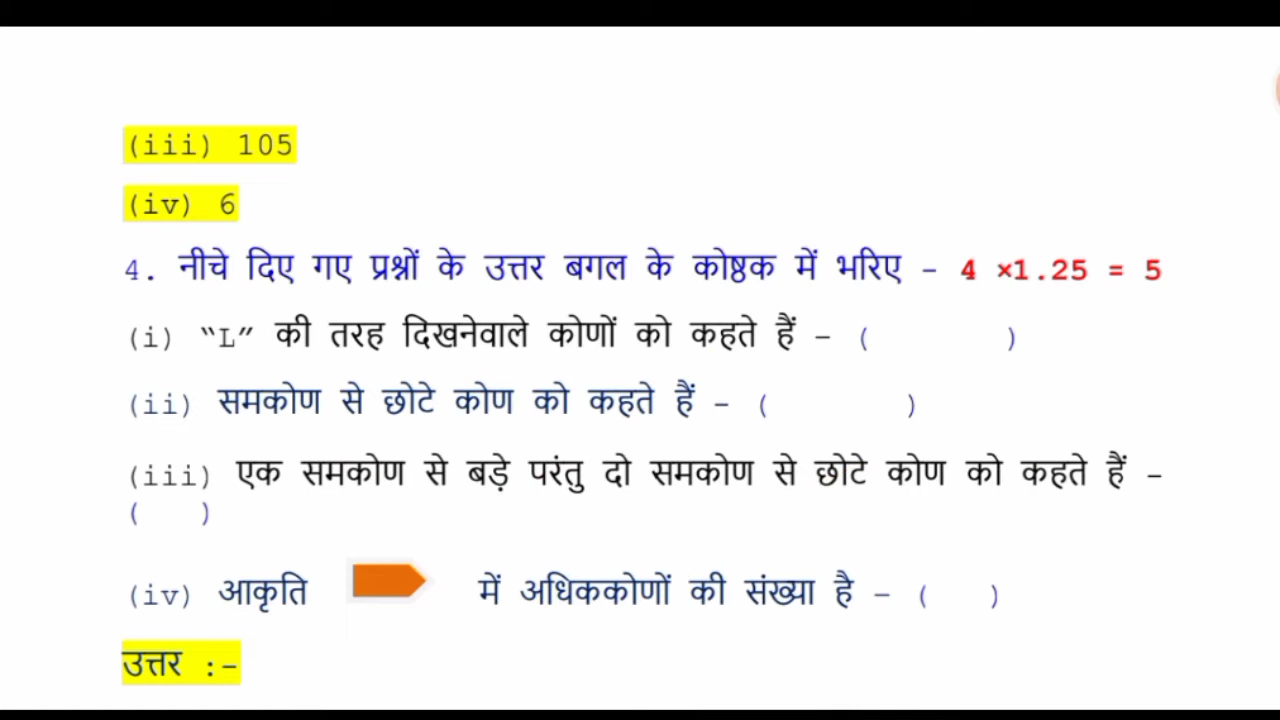 (iii) 105
(iv) 6
4. नीचे दिए गए प्रश्नों के उत्तर बगल के कोष्ठक में भरिए - 4 ×1.25 = 5
(i) “L” की तरह दिखनेवाले कोणों को कहते हैं - ( )
(ii) समकोण से छोटे कोण को कहते हैं - ( )
(iii) एक समकोण से बड़े परंतु दो समकोण से छोटे कोण को कहते हैं -
( )
(iv) आकृति में अधिककोणों की संख्या है - ( )
उत्तर :-